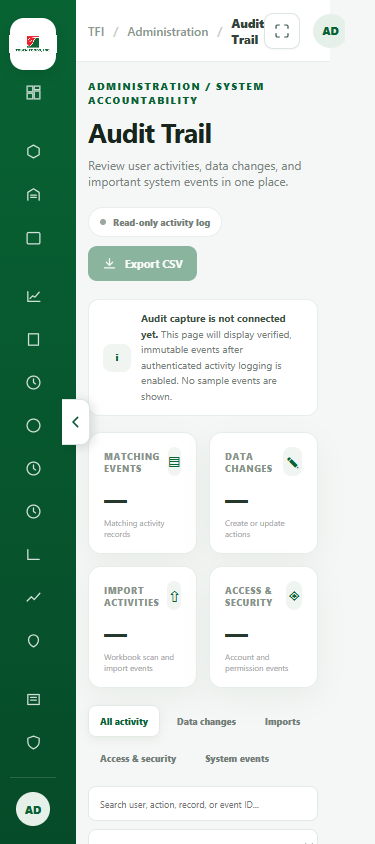 TFI / Administration / Audit Trail
AD
ADMINISTRATION / SYSTEM
ACCOUNTABILITY
Audit Trail
Review user activities, data changes, and
important system events in one place.
Read-only activity log
Export CSV
Audit capture is not connected
yet. This page will display verified,
immutable events after
authenticated activity logging is
enabled. No sample events are
shown.
i
MATCHING
EVENTS
—
Matching activity
records
DATA
CHANGES
—
Create or update
actions
IMPORT
ACTIVITIES
—
Workbook scan and
import events
ACCESS &
SECURITY
—
Account and
permission events
All activity
Data changes
Imports
Access & security
System events
Search user, action, record, or event ID...
AD